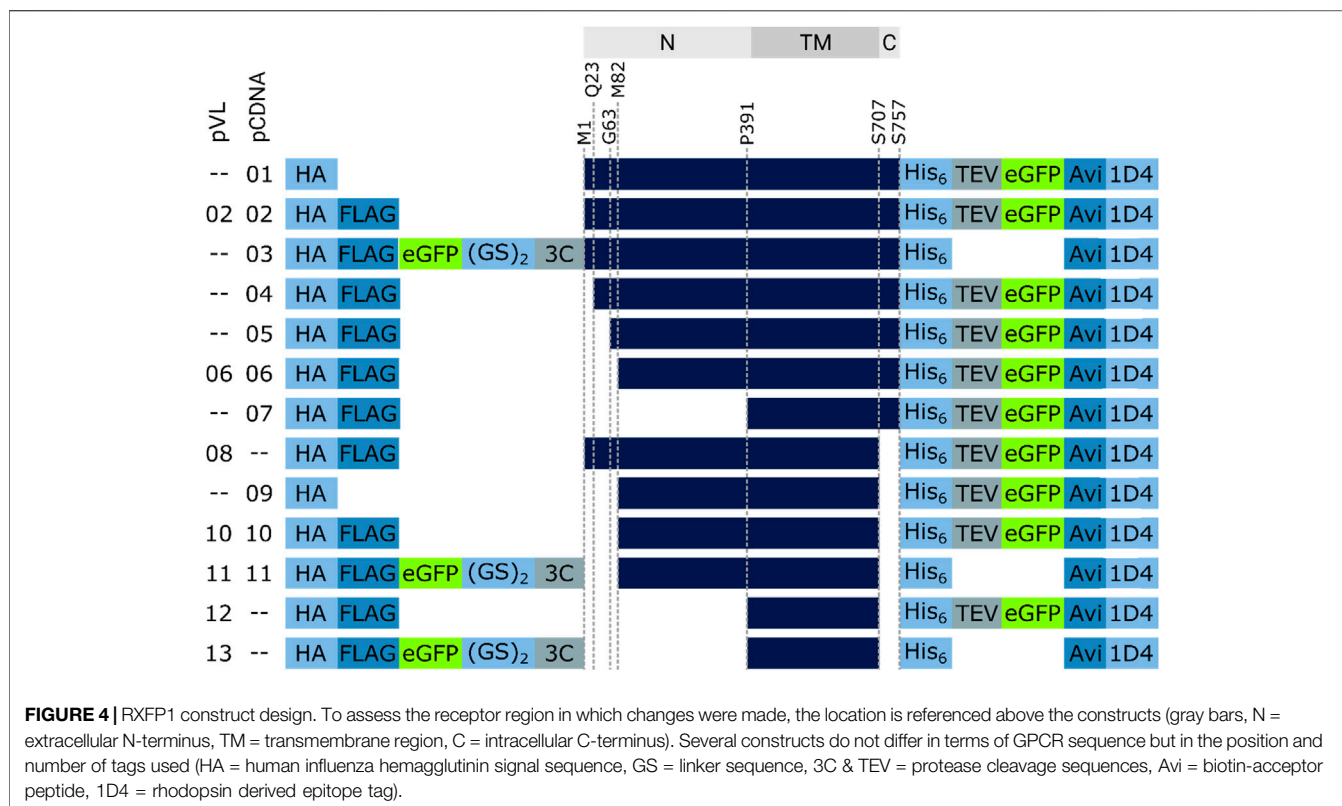 N TM C
pVL pCDNA M1 Q23 G63 M82 P391 S707 S757
-- 01 HA His₆ TEV eGFP Avi 1D4
02 02 HA FLAG His₆ TEV eGFP Avi 1D4
-- 03 HA FLAG eGFP (GS)₂ 3C His₆ Avi 1D4
-- 04 HA FLAG His₆ TEV eGFP Avi 1D4
-- 05 HA FLAG His₆ TEV eGFP Avi 1D4
06 06 HA FLAG His₆ TEV eGFP Avi 1D4
-- 07 HA FLAG His₆ TEV eGFP Avi 1D4
08 -- HA FLAG His₆ TEV eGFP Avi 1D4
-- 09 HA His₆ TEV eGFP Avi 1D4
10 10 HA FLAG His₆ TEV eGFP Avi 1D4
11 11 HA FLAG eGFP (GS)₂ 3C His₆ Avi 1D4
12 -- HA FLAG His₆ TEV eGFP Avi 1D4
13 -- HA FLAG eGFP (GS)₂ 3C His₆ Avi 1D4
FIGURE 4 | RXFP1 construct design. To assess the receptor region in which changes were made, the location is referenced above the constructs (gray bars, N =
extracellular N-terminus, TM = transmembrane region, C = intracellular C-terminus). Several constructs do not differ in terms of GPCR sequence but in the position and
number of tags used (HA = human influenza hemagglutinin signal sequence, GS = linker sequence, 3C & TEV = protease cleavage sequences, Avi = biotin-acceptor
peptide, 1D4 = rhodopsin derived epitope tag).